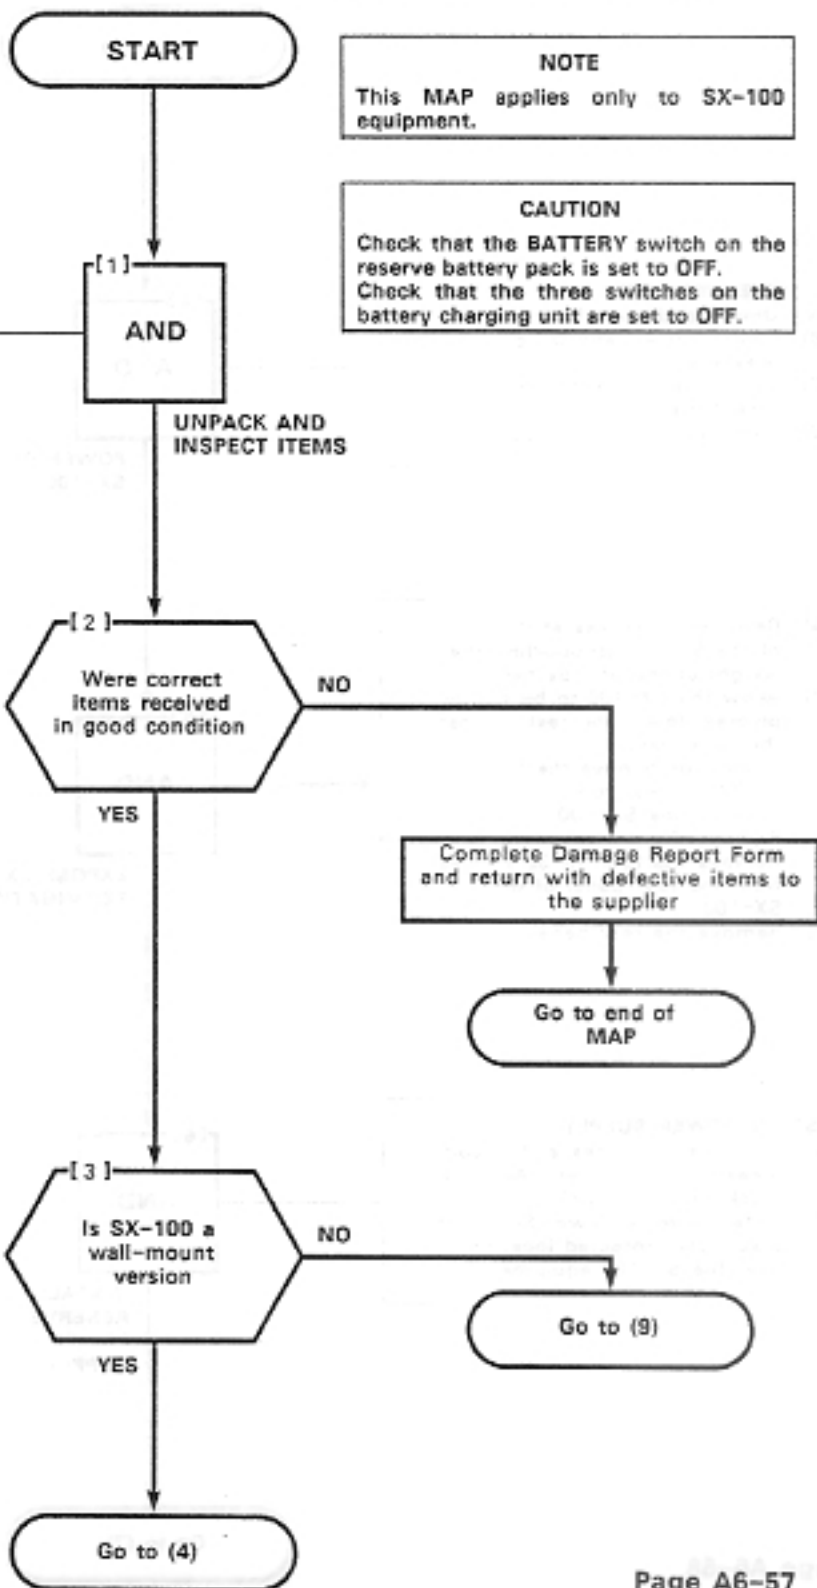 START
NOTE
This MAP applies only to SX-100
equipment.
CAUTION
Check that the BATTERY switch on the
reserve battery pack is set to OFF.
Check that the three switches on the
battery charging unit are set to OFF.
[1]
AND
UNPACK AND
INSPECT ITEMS
[2]
Were correct
items received
in good condition
NO
YES
Complete Damage Report Form
and return with defective items to
the supplier
Go to end of
MAP
[3]
Is SX-100 a
wall-mount
version
NO
Go to (9)
YES
Go to (4)
Page A6-57